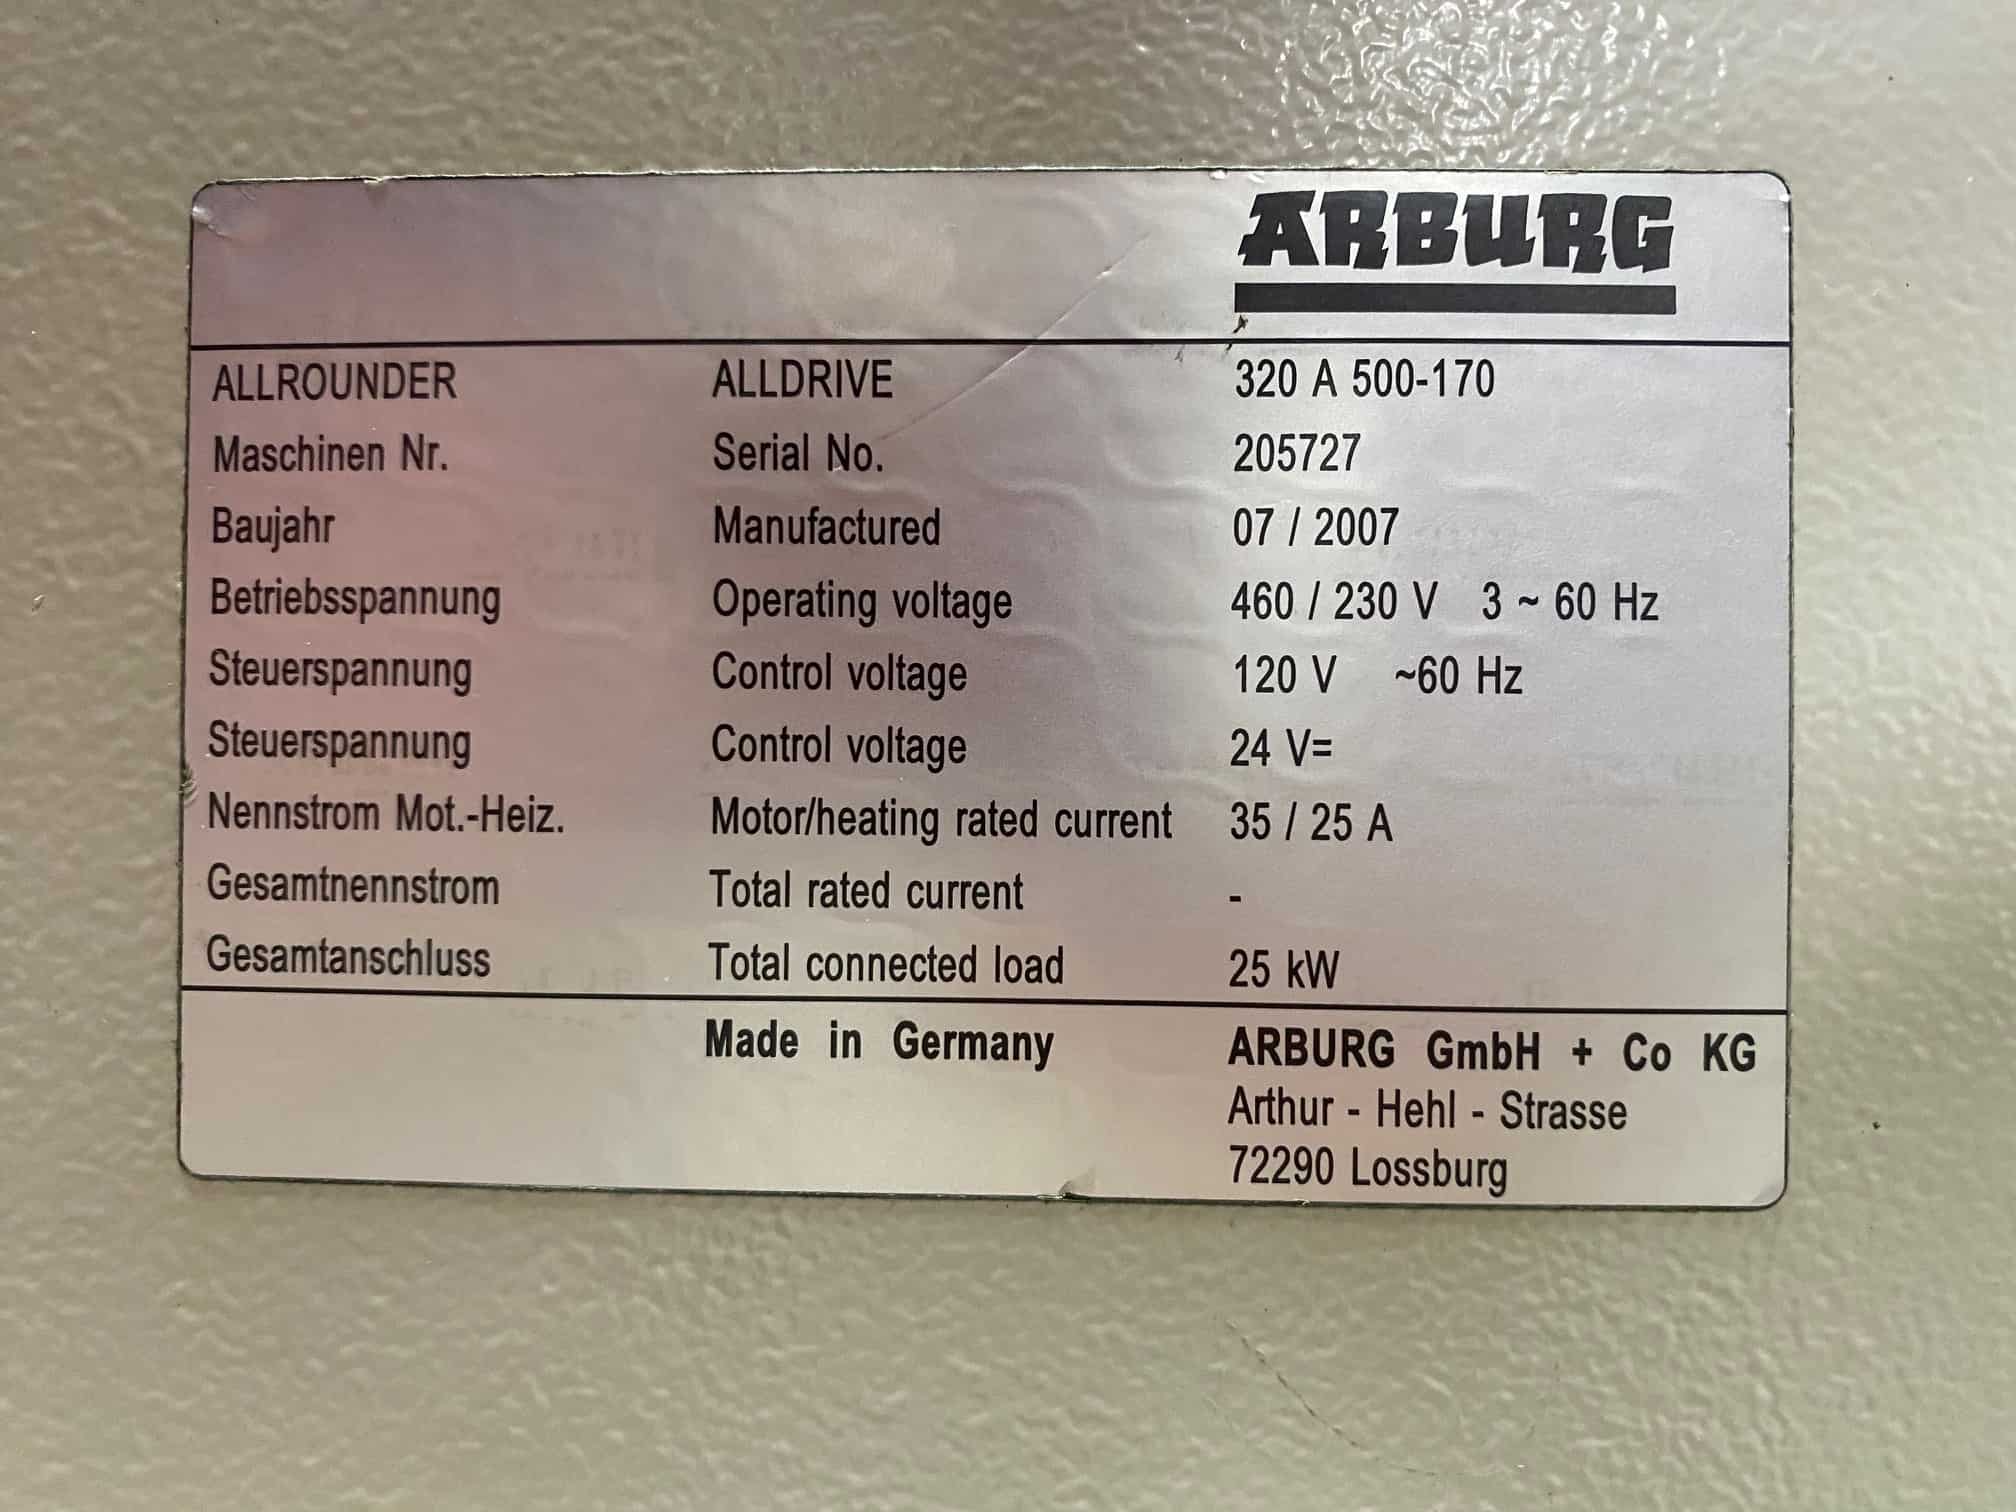 ARBURG
ALLROUNDER ALLDRIVE 320 A 500-170
Maschinen Nr. Serial No. 205727
Baujahr Manufactured 07 / 2007
Betriebsspannung Operating voltage 460 / 230 V 3 ~ 60 Hz
Steuerspannung Control voltage 120 V ~60 Hz
Steuerspannung Control voltage 24 V=
Nennstrom Mot.-Heiz. Motor/heating rated current 35 / 25 A
Gesamtnennstrom Total rated current -
Gesamtanschluss Total connected load 25 kW
Made in Germany ARBURG GmbH + Co KG
Arthur - Hehl - Strasse
72290 Lossburg